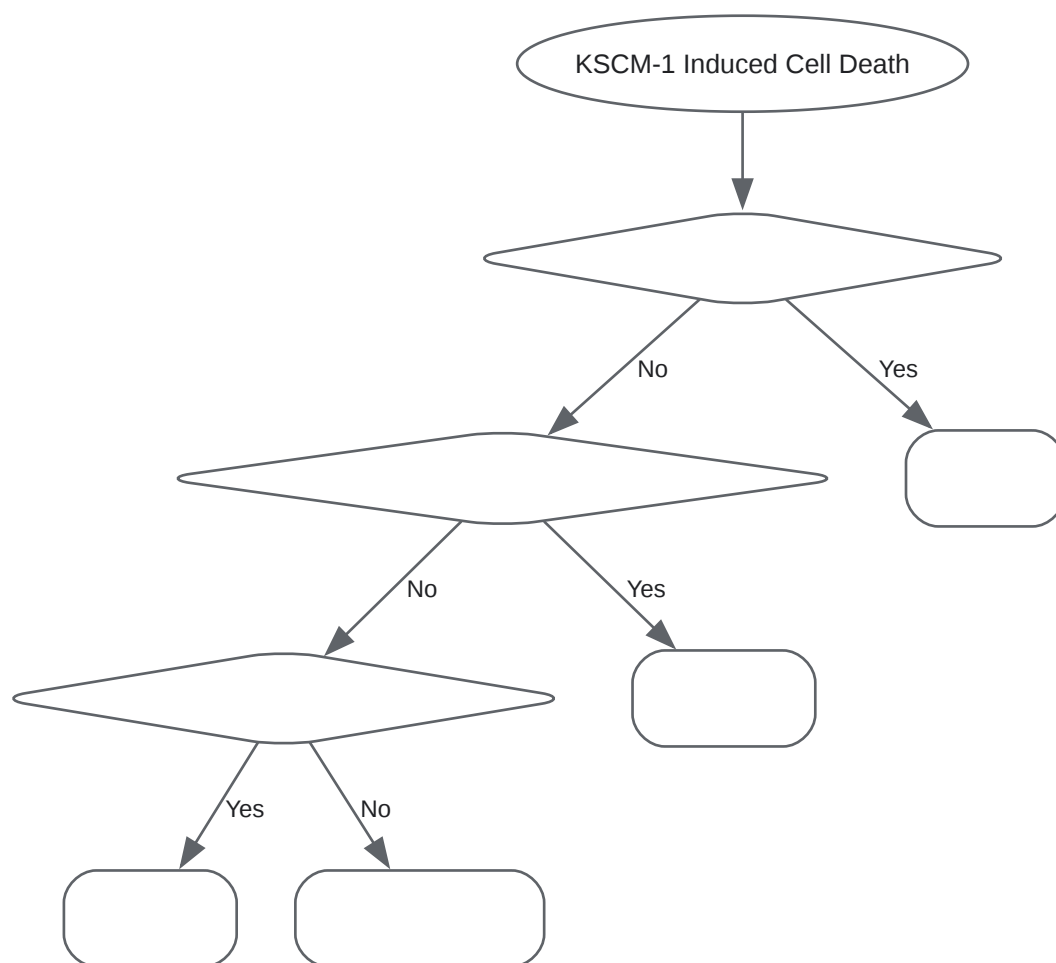 KSCM-1 Induced Cell Death
No
Yes
No
Yes
Yes
No